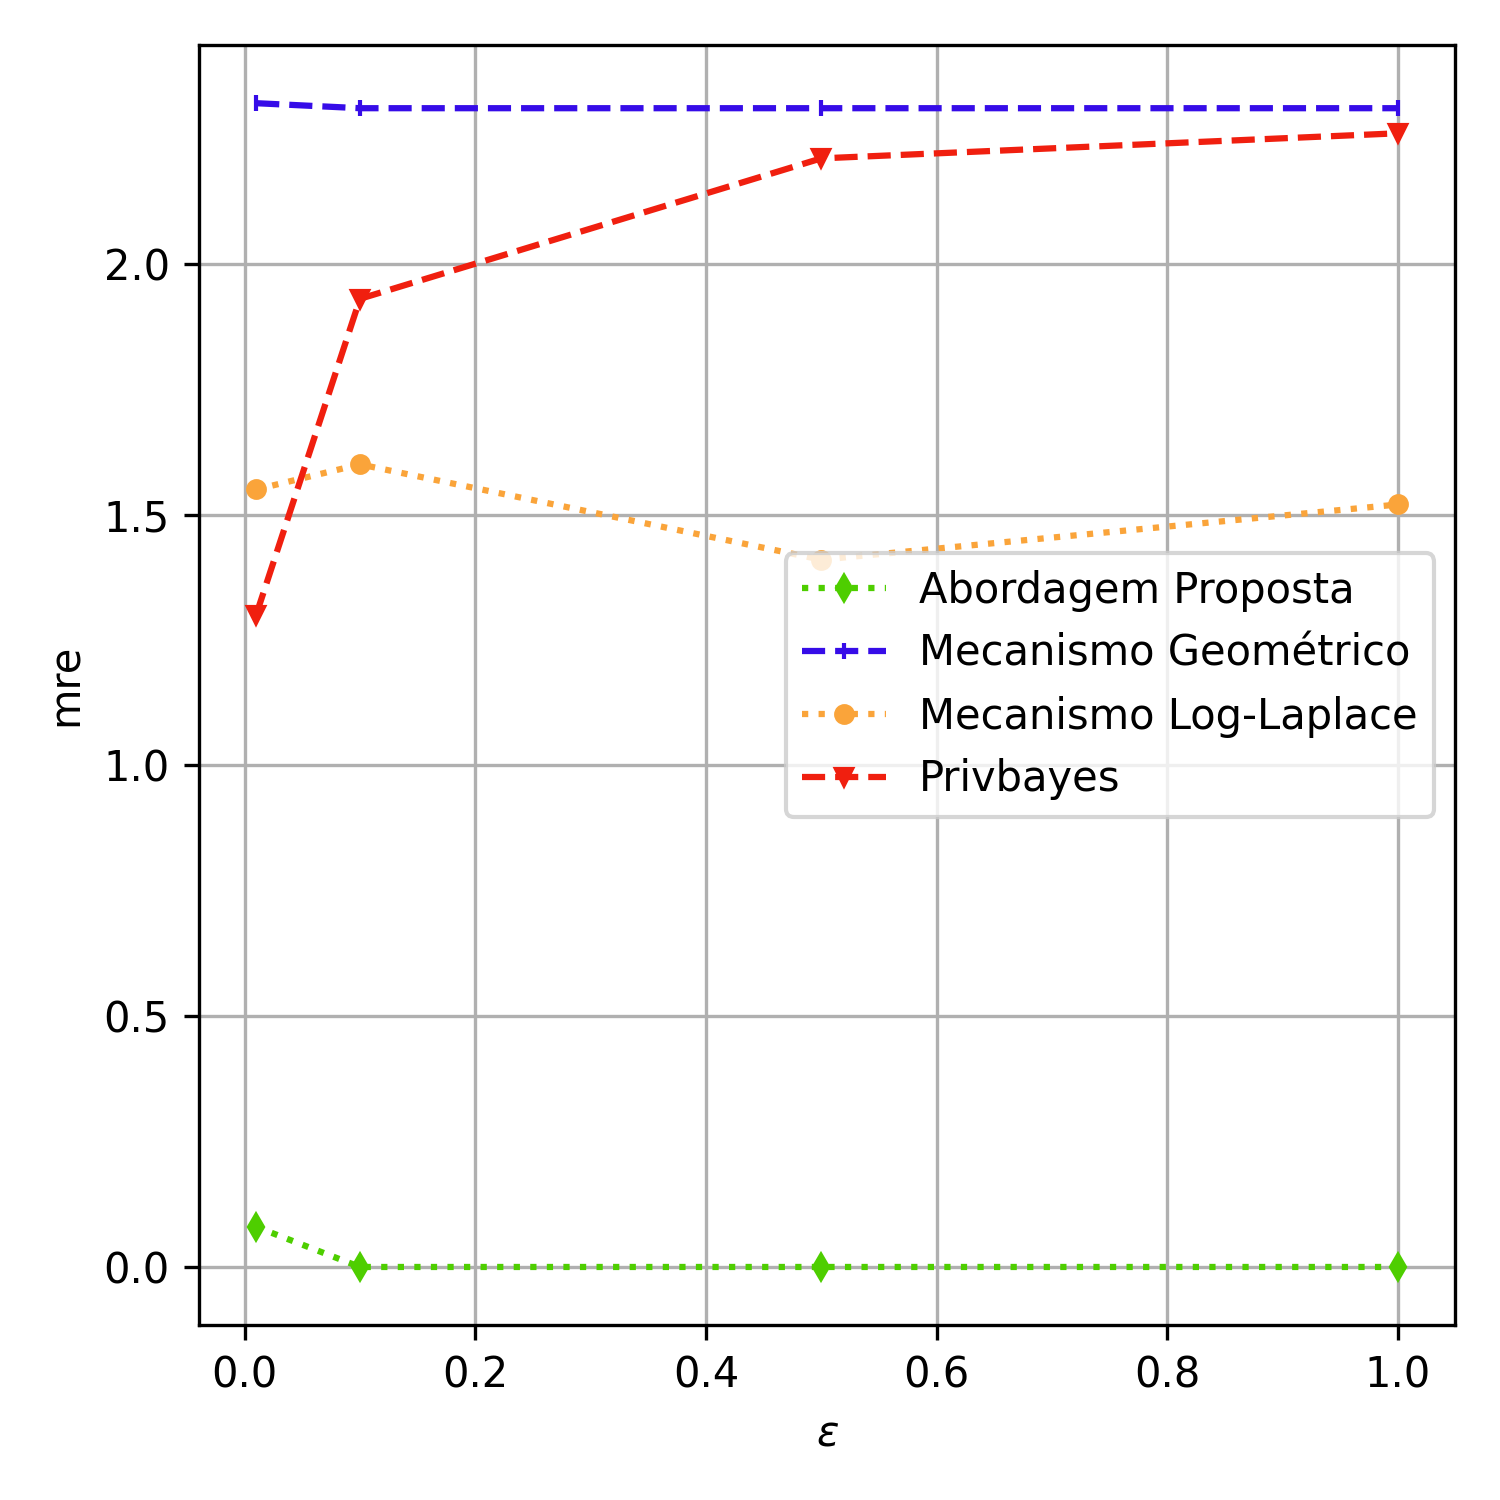 2.0
1.5
1.0
0.5
0.0
mre
Abordagem Proposta
Mecanismo Geométrico
Mecanismo Log-Laplace
Privbayes
0.0 0.2 0.4 0.6 0.8 1.0
ε